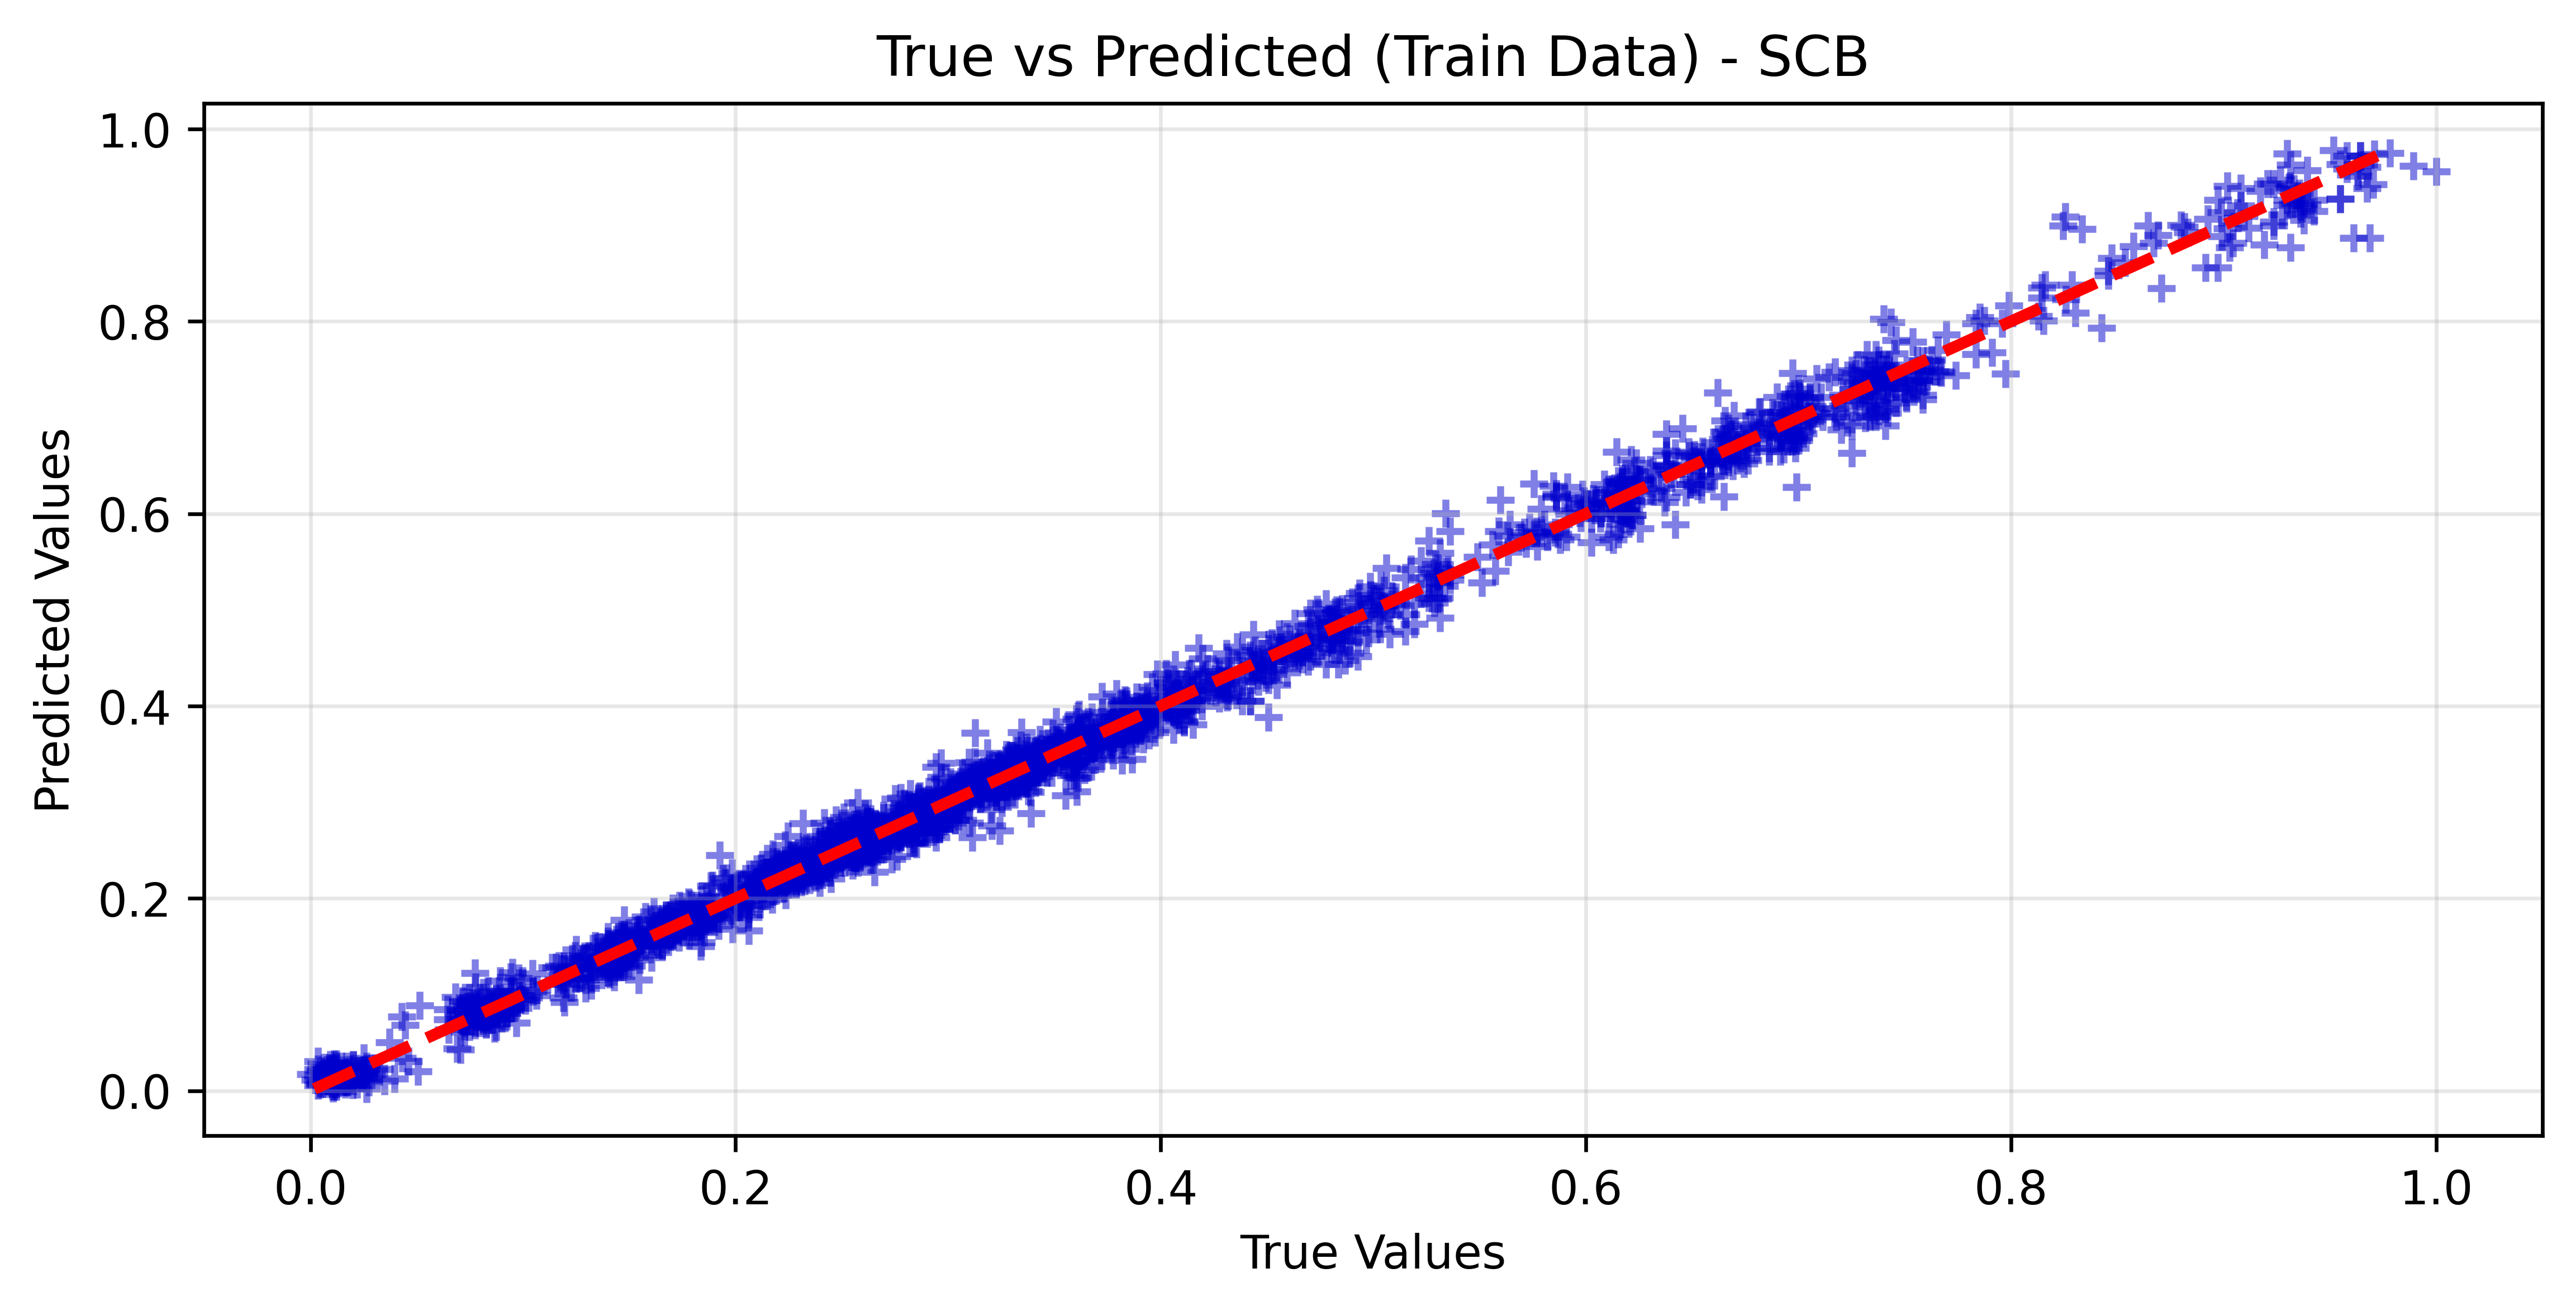 True vs Predicted (Train Data) - SCB
1.0
0.8
0.6
0.4
0.2
0.0
Predicted Values
0.0 0.2 0.4 0.6 0.8 1.0
True Values